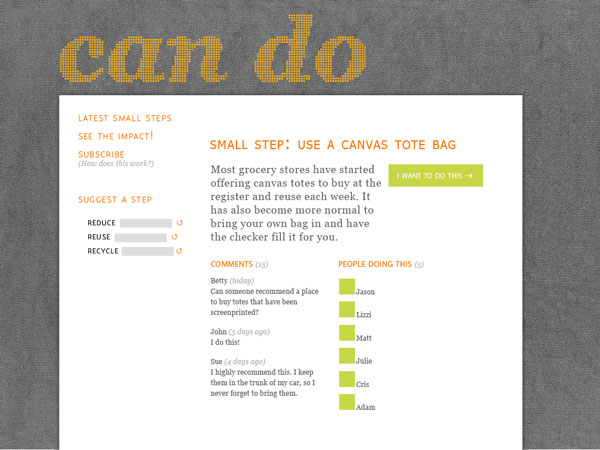 can do
LATEST SMALL STEPS
SEE THE IMPACT!
SUBSCRIBE
(How does this work?)
SUGGEST A STEP
REDUCE
REUSE
RECYCLE
SMALL STEP: USE A CANVAS TOTE BAG
Most grocery stores have started
offering canvas totes to buy at the
register and reuse each week. It
has also become more normal to
bring your own bag in and have
the checker fill it for you.
I WANT TO DO THIS →
COMMENTS (15)
Betty (today)
Can someone recommend a place
to buy totes that have been
screenprinted?
John (3 days ago)
I do this!
Sue (4 days ago)
I highly recommend this. I keep
them in the trunk of my car, so I
never forget to bring them.
PEOPLE DOING THIS (5)
Jason
Lizzi
Matt
Julie
Cris
Adam